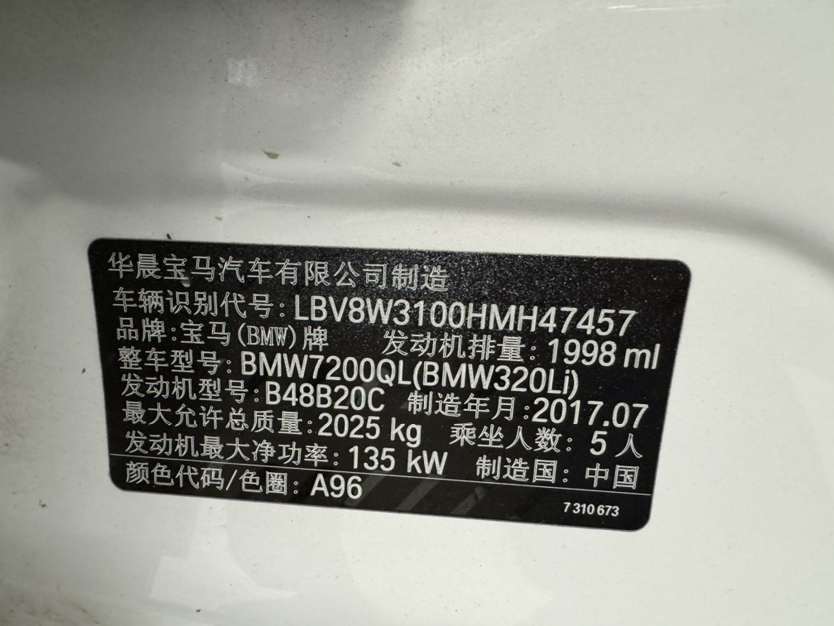 华晨宝马汽车有限公司制造
车辆识别代号: LBV8W3100HMH47457
品牌:宝马(BMW)牌 发动机排量:1998 ml
整车型号: BMW7200QL(BMW320Li)
发动机型号: B48B20C 制造年月:2017.07
最大允许总质量:2025 kg 乘坐人数: 5人
发动机最大净功率:135 kW 制造国: 中国
颜色代码/色圈: A96
7 310 673